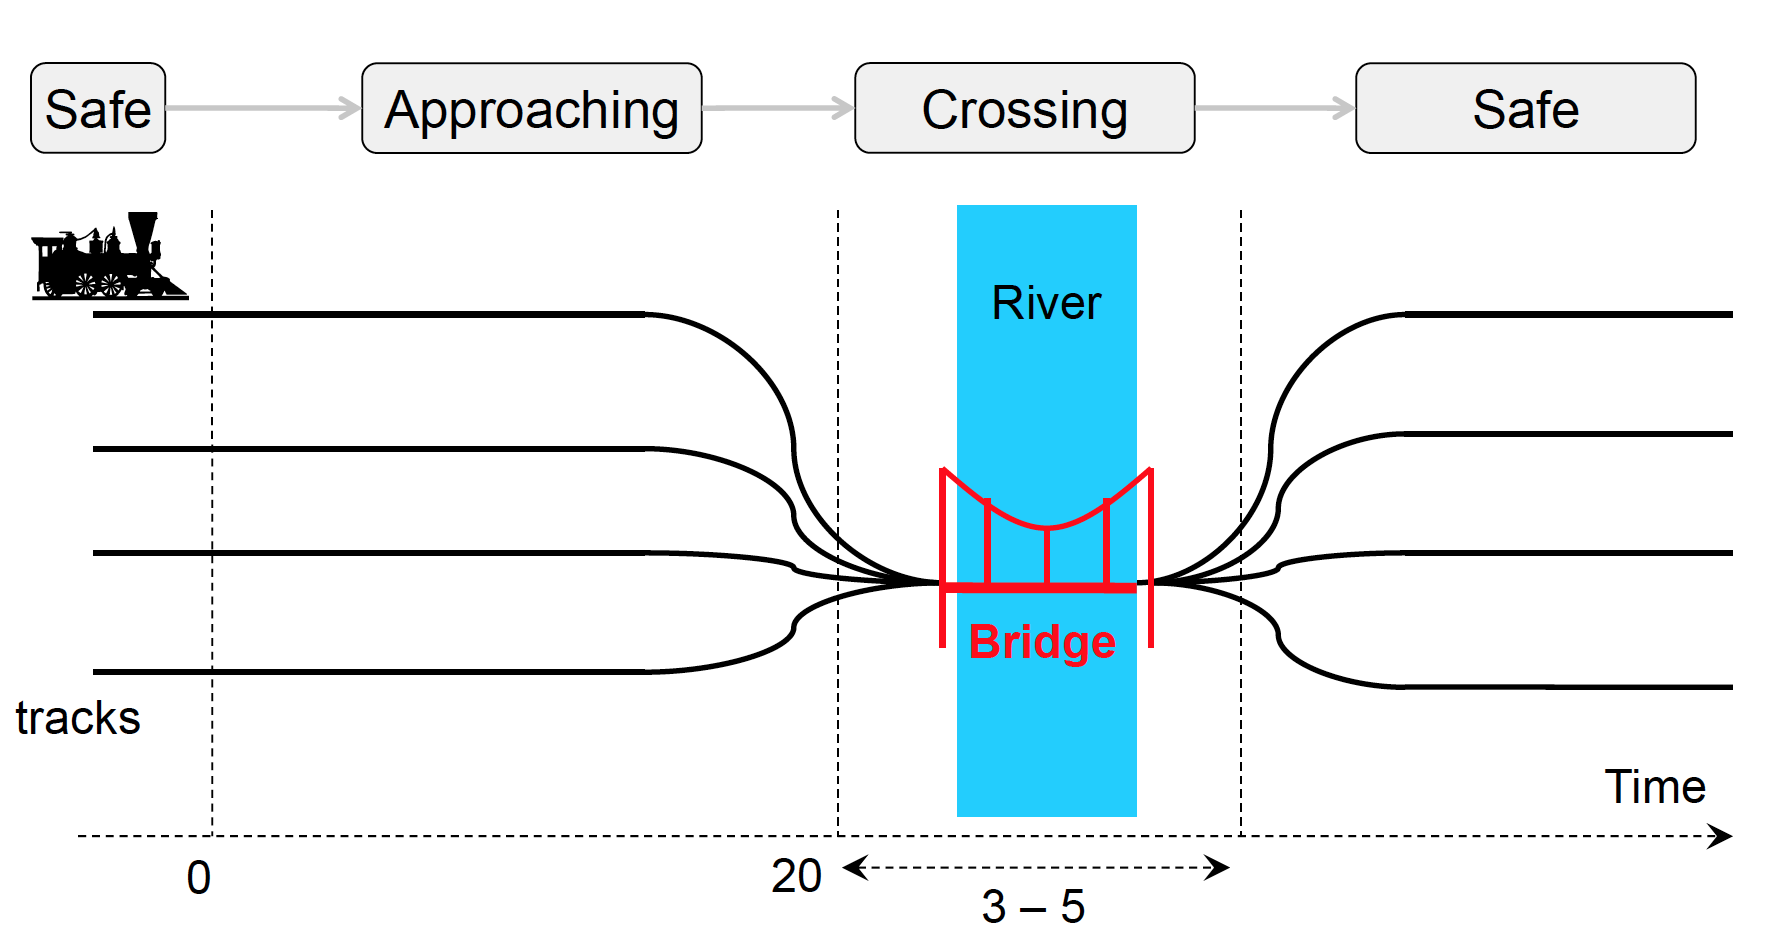 Safe
Approaching
Crossing
Safe
River
Bridge
tracks
Time
0
20
3 – 5